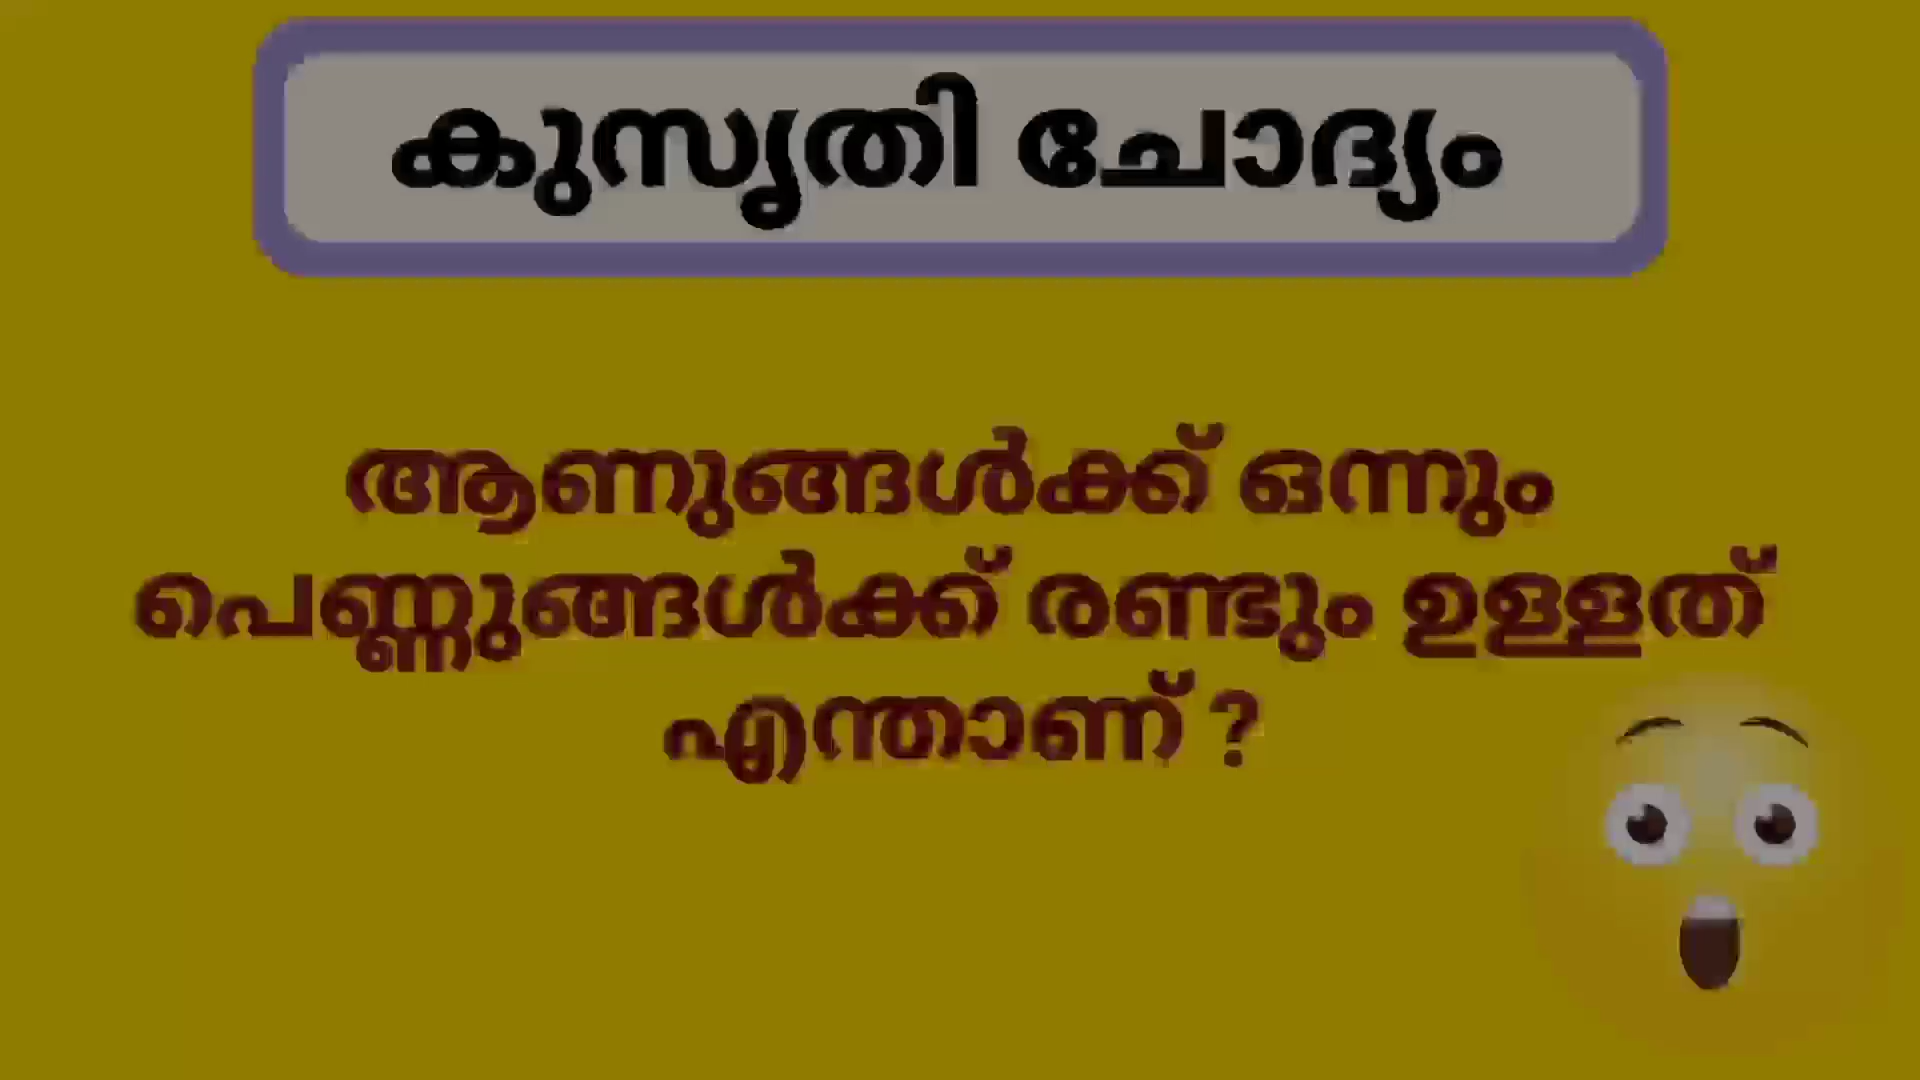 കുസൃതി ചോദ്യം
ആണുങ്ങൾക്ക് ഒന്നും
പെണ്ണുങ്ങൾക്ക് രണ്ടും ഉള്ളത്
എന്താണ് ?